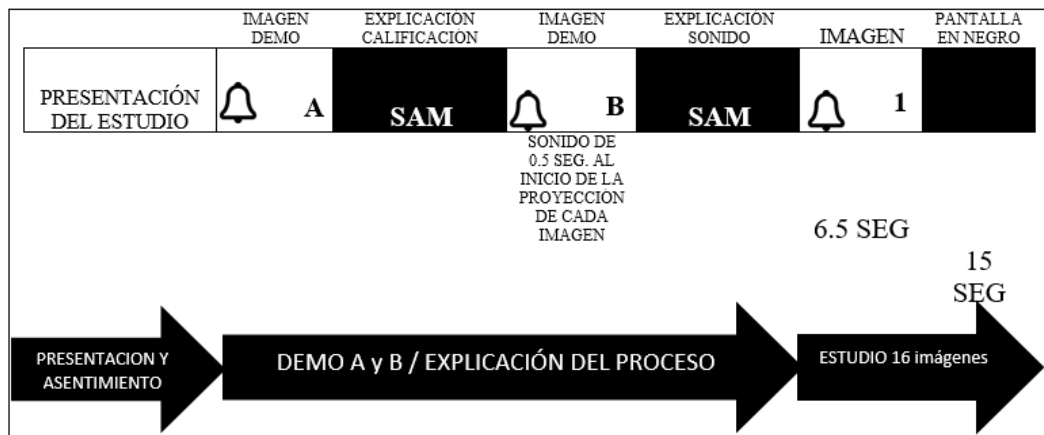 IMAGEN
DEMO
EXPLICACIÓN
CALIFICACIÓN
IMAGEN
DEMO
EXPLICACIÓN
SONIDO
IMAGEN
PANTALLA
EN NEGRO
PRESENTACIÓN
DEL ESTUDIO
A
SAM
B
SAM
1
SONIDO DE
0.5 SEG. AL
INICIO DE LA
PROYECCIÓN
DE CADA
IMAGEN
6.5 SEG
15
SEG
PRESENTACION Y
ASENTIMIENTO
DEMO A y B / EXPLICACIÓN DEL PROCESO
ESTUDIO 16 imágenes